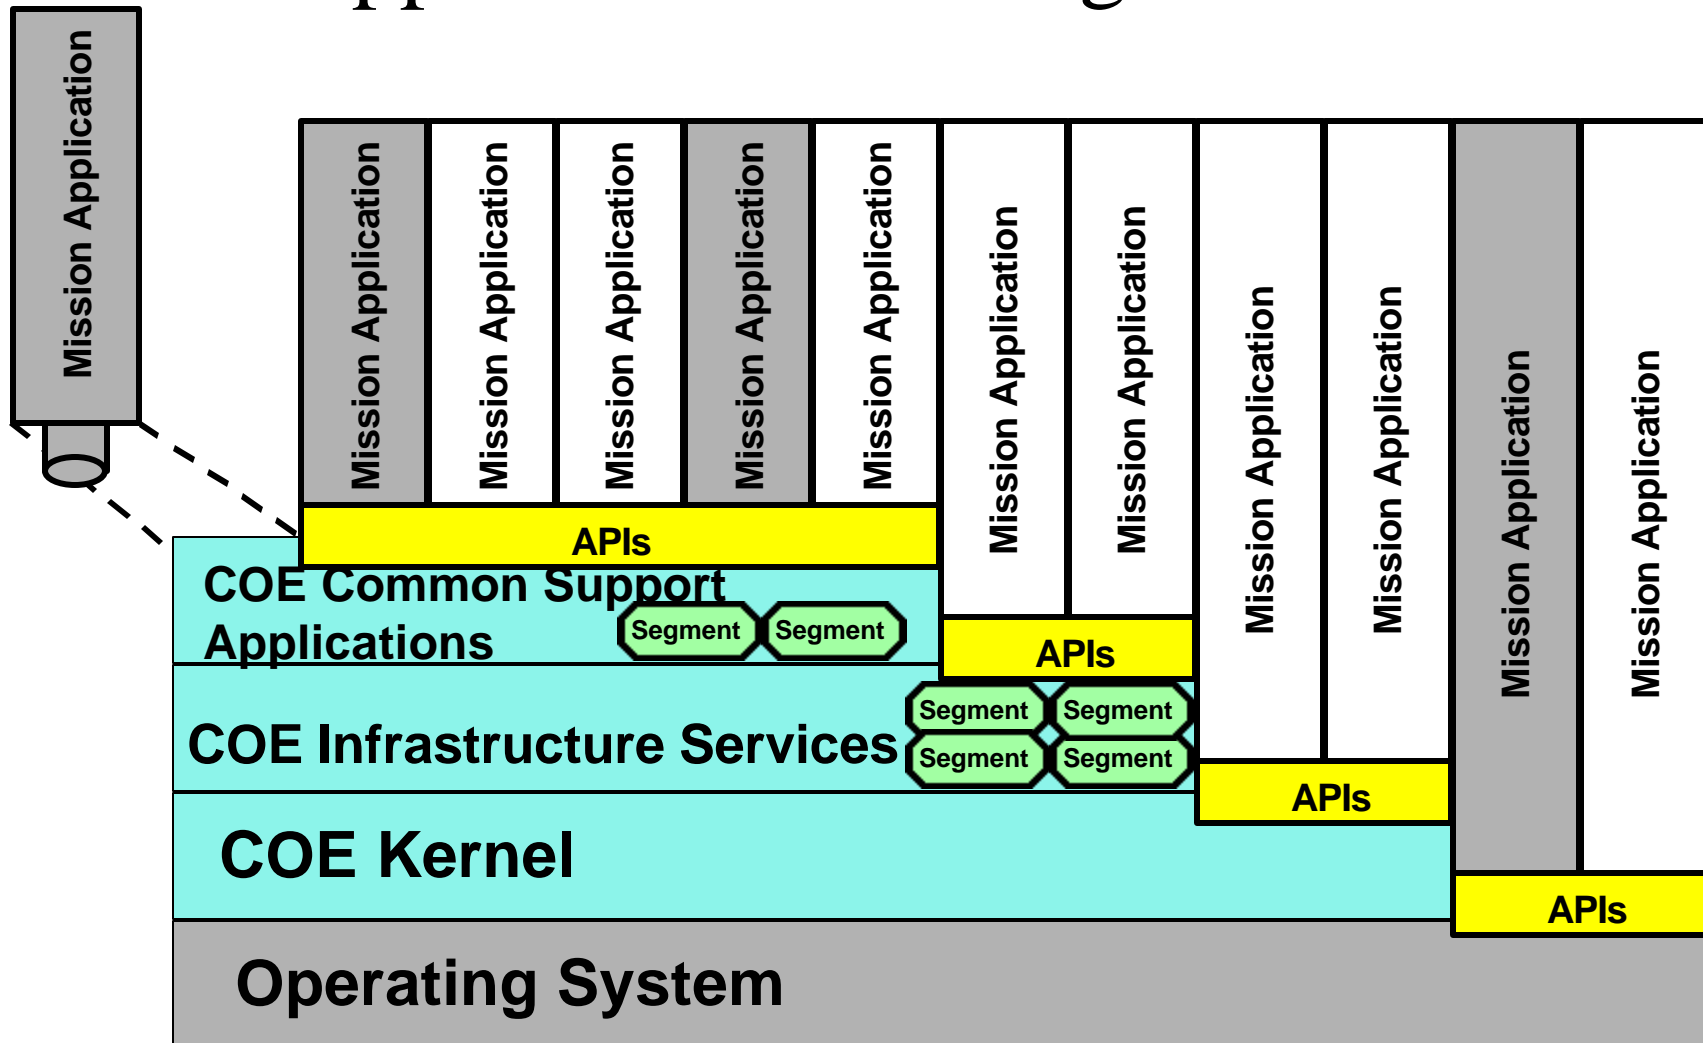 Mission Application
Mission Application
Mission Application
Mission Application
Mission Application
Mission Application
Mission Application
Mission Application
Mission Application
Mission Application
Mission Application
Mission Application
APIs
COE Common Support
Applications
Segment
Segment
APIs
COE Infrastructure Services
Segment
Segment
Segment
Segment
APIs
COE Kernel
APIs
Operating System